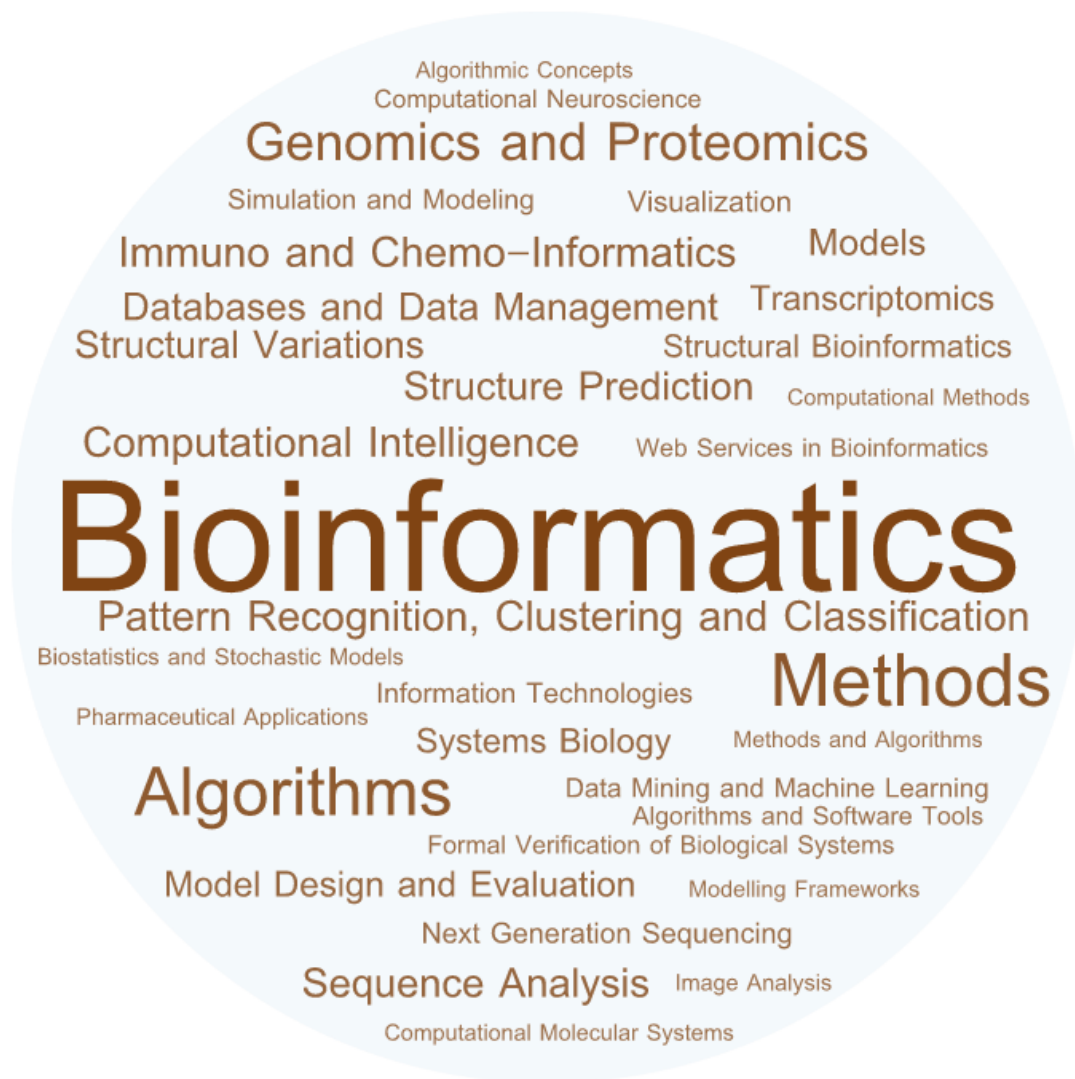 Algorithmic Concepts
Computational Neuroscience
Genomics and Proteomics
Simulation and Modeling
Visualization
Models
Immuno and Chemo−Informatics
Transcriptomics
Databases and Data Management
Structural Variations
Structural Bioinformatics
Structure Prediction
Computational Methods
Computational Intelligence
Web Services in Bioinformatics
Bioinformatics
Pattern Recognition, Clustering and Classification
Biostatistics and Stochastic Models
Methods
Information Technologies
Pharmaceutical Applications
Systems Biology
Methods and Algorithms
Algorithms
Data Mining and Machine Learning
Algorithms and Software Tools
Formal Verification of Biological Systems
Model Design and Evaluation
Modelling Frameworks
Next Generation Sequencing
Sequence Analysis
Image Analysis
Computational Molecular Systems